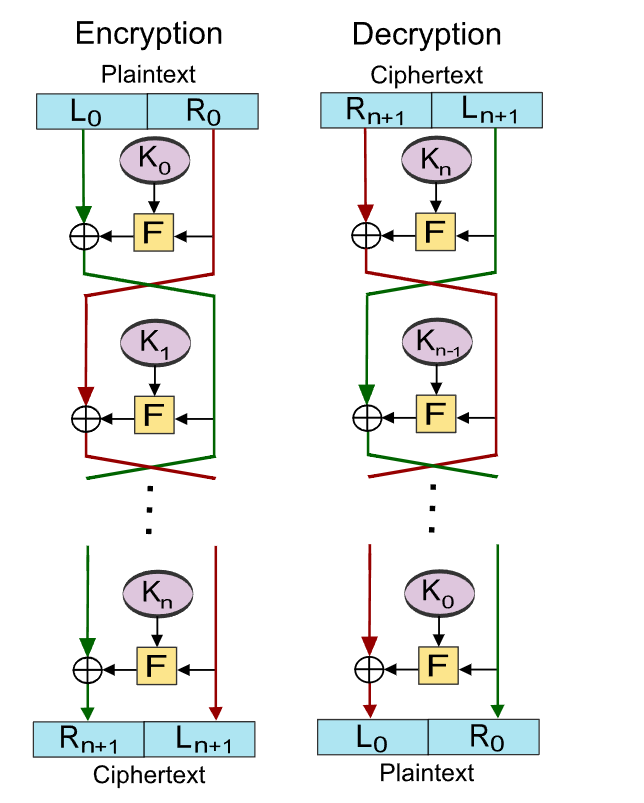 Encryption
Decryption
Plaintext
Ciphertext
L₀ R₀
Rₙ₊₁ Lₙ₊₁
K₀
Kₙ
F
F
K₁
Kₙ₋₁
F
F
Kₙ
K₀
F
F
Rₙ₊₁ Lₙ₊₁
L₀ R₀
Ciphertext
Plaintext